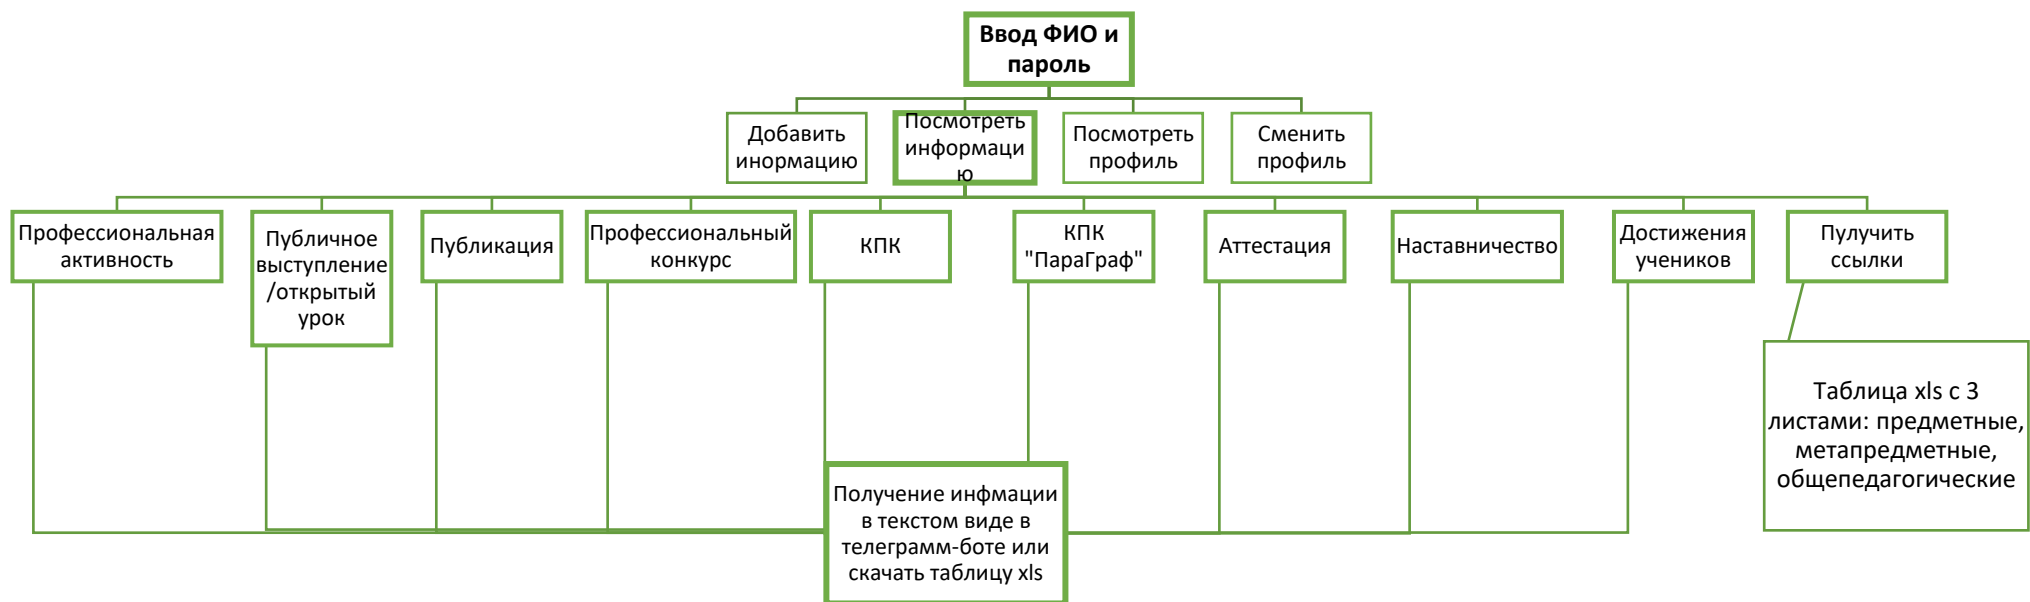 Ввод ФИО и
пароль
Добавить
инормацию
Посмотреть
информаци
ю
Посмотреть
профиль
Сменить
профиль
Профессиональная
активность
Публичное
выступление
/открытый
урок
Публикация
Профессиональный
конкурс
КПК
КПК
"ПараГраф"
Аттестация
Наставничество
Достижения
учеников
Пулучить
ссылки
Таблица xls с 3
листами: предметные,
метапредметные,
общепедагогические
Получение инфмации
в текстом виде в
телеграмм-боте или
скачать таблицу xls